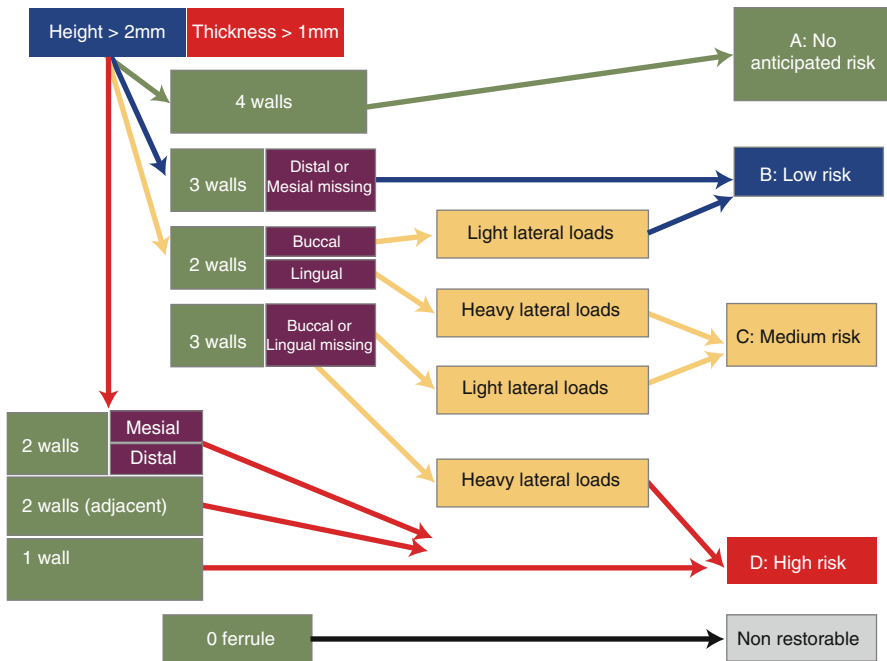 Height > 2mm
Thickness > 1mm
A: No
anticipated risk
4 walls
3 walls
Distal or
Mesial missing
B: Low risk
2 walls
Buccal
Lingual
Light lateral loads
Heavy lateral loads
3 walls
Buccal or
Lingual missing
C: Medium risk
Light lateral loads
2 walls
Mesial
Distal
Heavy lateral loads
2 walls (adjacent)
1 wall
D: High risk
0 ferrule
Non restorable